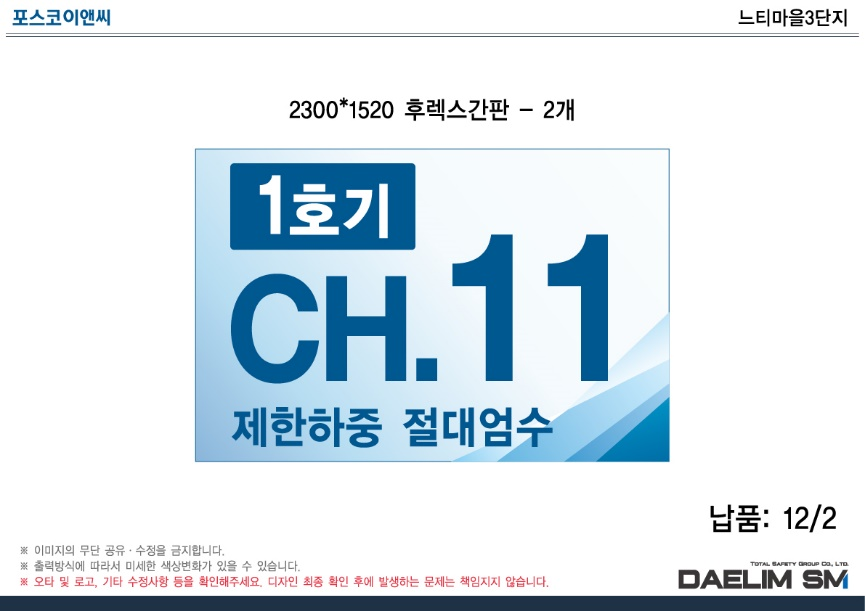 포스코이앤씨
느티마을3단지
2300*1520 후렉스간판 - 2개
1호기
CH.11
제한하중 절대엄수
납품: 12/2
※ 이미지의 무단 공유·수정을 금지합니다.
※ 출력방식에 따라서 미세한 색상변화가 있을 수 있습니다.
※ 오타 및 로고, 기타 수정사항 등을 확인해주세요. 디자인 최종 확인 후에 발생하는 문제는 책임지지 않습니다.
TOTAL SAFETY GROUP CO., LTD.
DAELIM SM